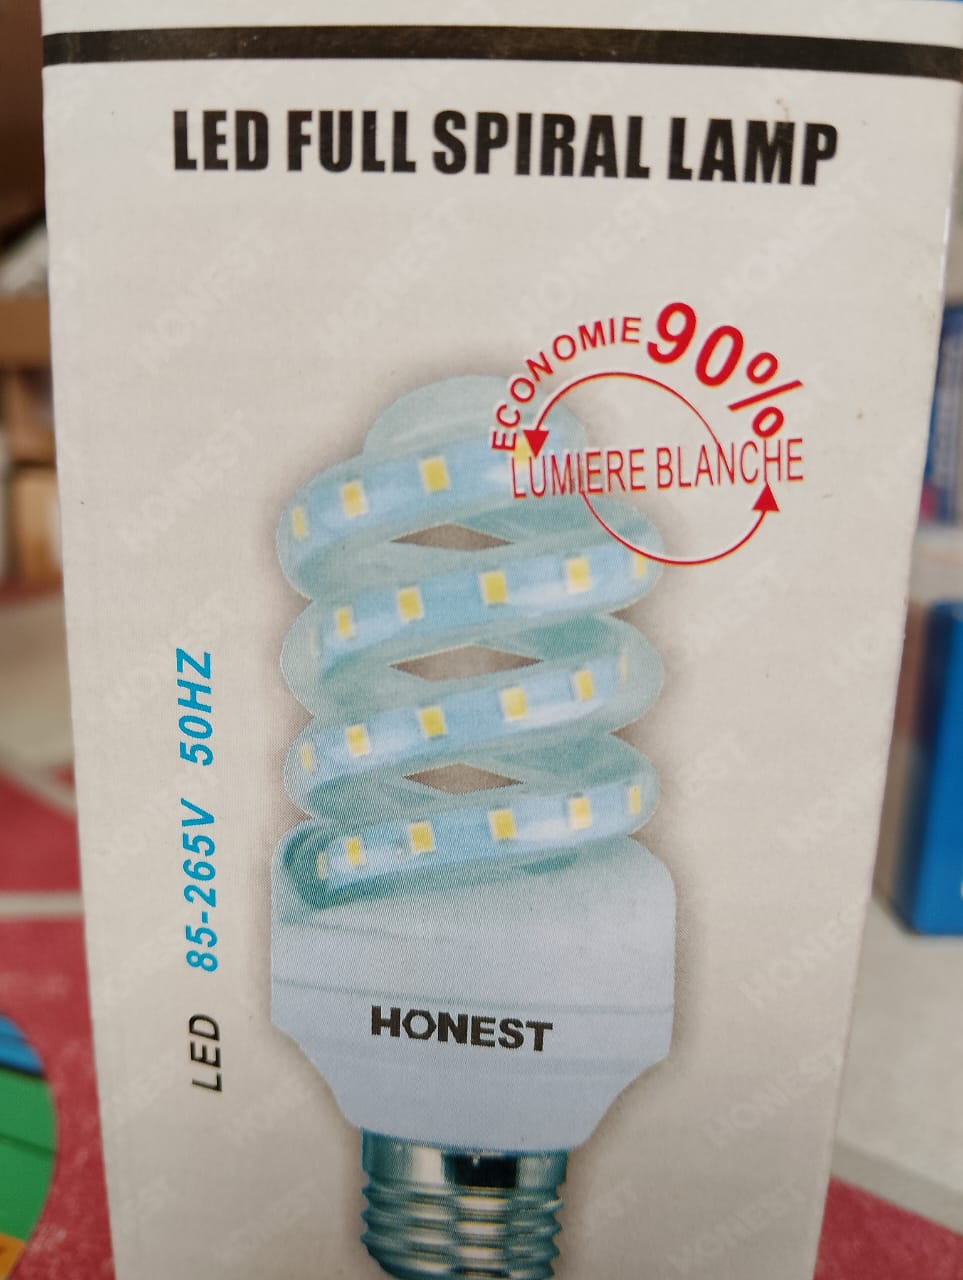 LED FULL SPIRAL LAMP
ECONOMIE 90%
LUMIERE BLANCHE
LED 85-265V 50HZ
HONEST